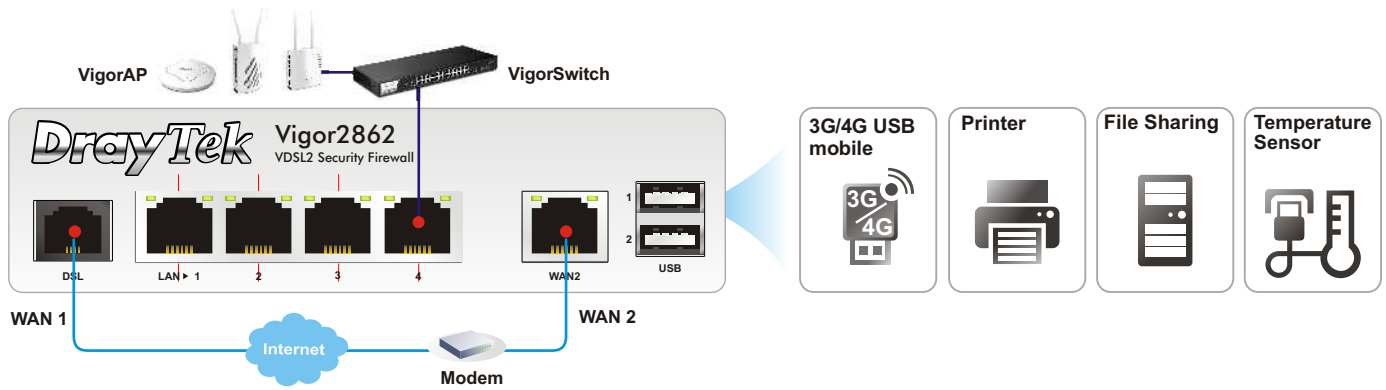 VigorAP
VigorSwitch
DrayTek
Vigor2862
VDSL2 Security Firewall
DSL
LAN ▶ 1
2
3
4
WAN2
1
2
USB
WAN 1
WAN 2
Internet
Modem
3G/4G USB
mobile
3G
4G
Printer
File Sharing
Temperature
Sensor